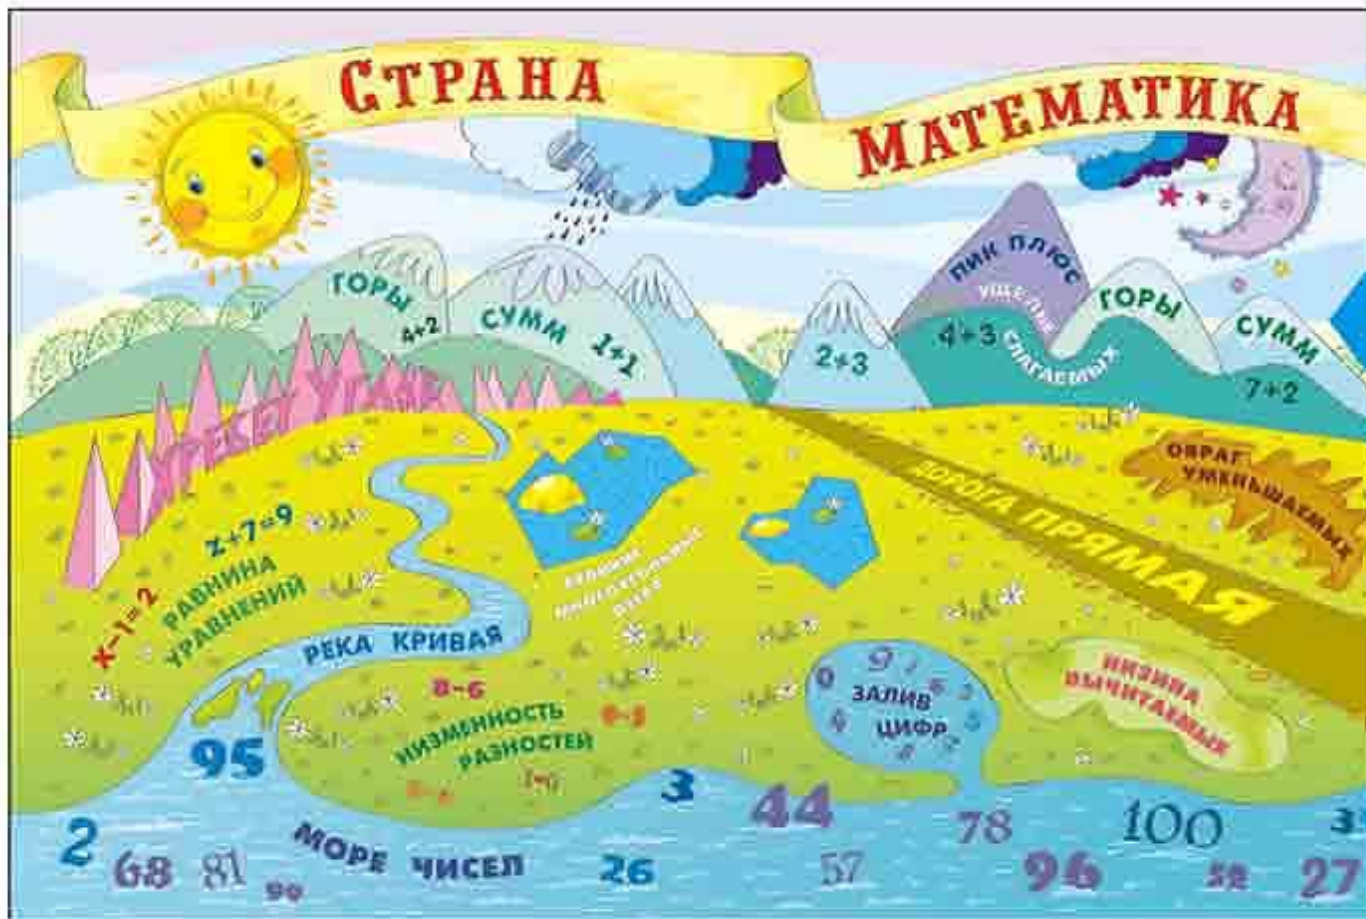 СТРАНА
МАТЕМАТИКА
ГОРЫ
4+2
СУММ
1+1
2+3
ПИК ПЛЮС
УЩЕЛЬЕ
СЛАГАЕМЫХ
4+3
ГОРЫ
СУММ
7+2
ОВРАГ
УМЕНЬШАЕМЫХ
ДОРОГА ПРЯМАЯ
z+7=9
x-1=2
РАВНИНА
УРАВНЕНИЙ
РЕКА КРИВАЯ
8-6
НИЗМЕННОСТЬ
РАЗНОСТЕЙ
ЗАЛИВ
ЦИФР
9
0
4
НИЗИНА
ВЫЧИТАЕМЫХ
95
3
44
78
100
2
68
81
90
МОРЕ ЧИСЕЛ
26
57
96
52
27